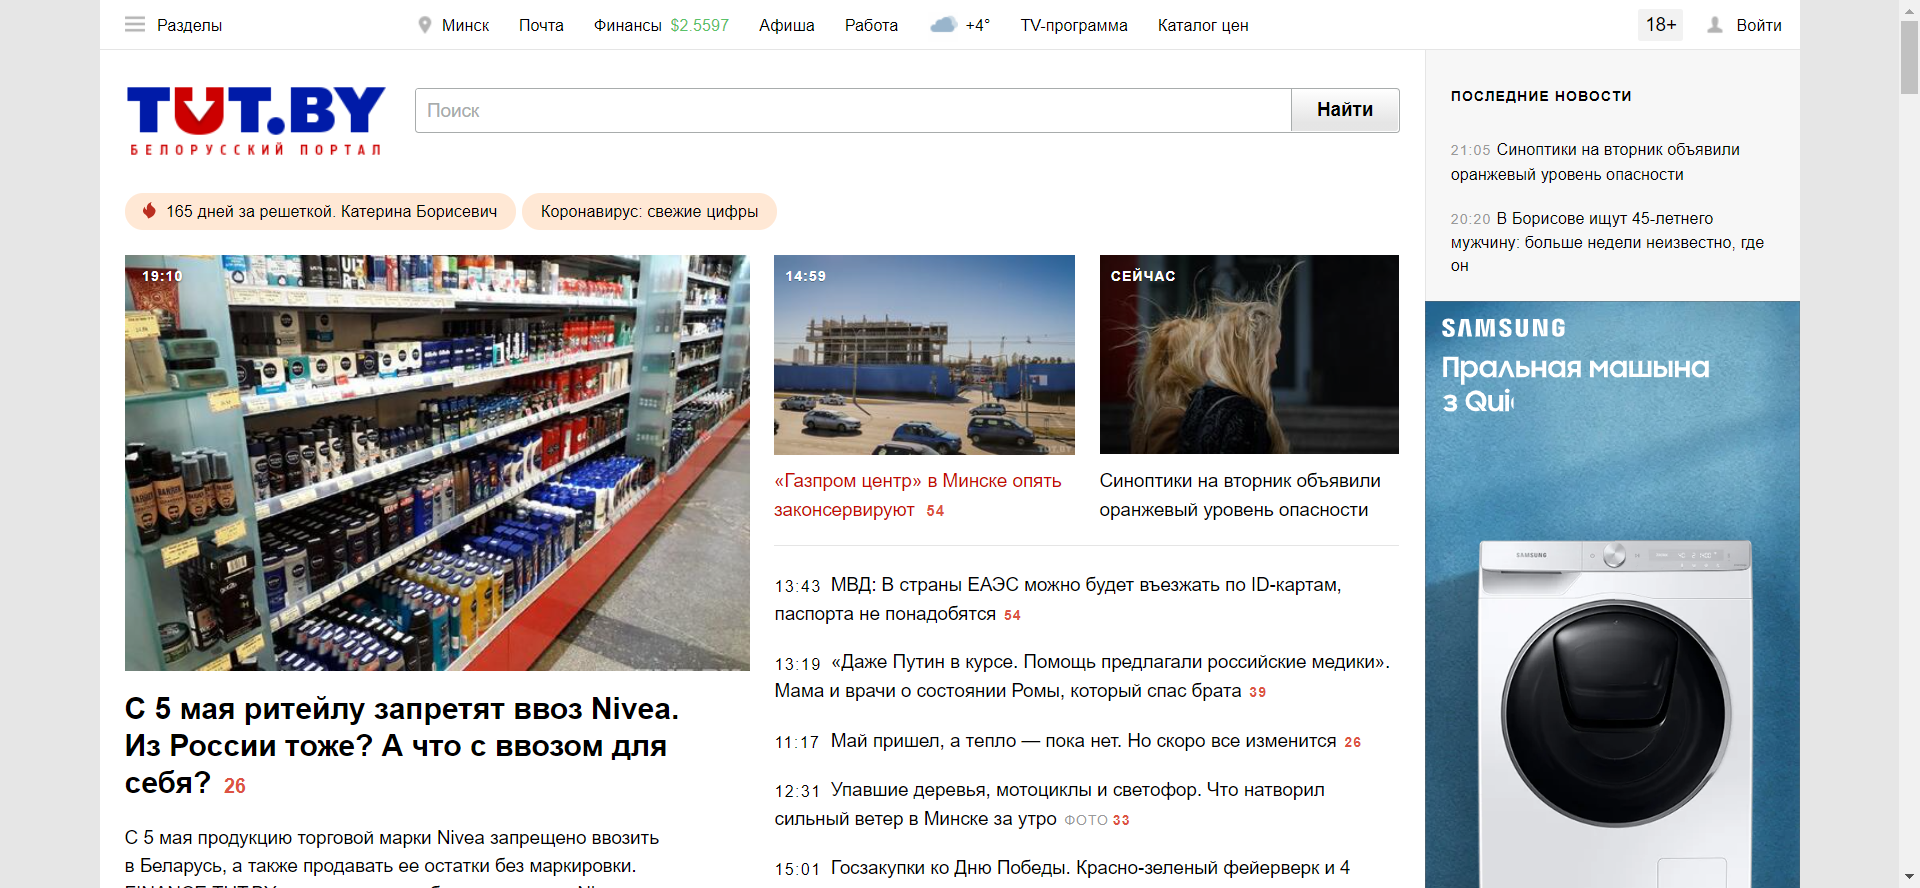 Разделы
Минск Почта Финансы $2.5597 Афиша Работа +4° TV-программа Каталог цен
18+ Войти
TUT.BY
БЕЛОРУССКИЙ ПОРТАЛ
Поиск
Найти
165 дней за решеткой. Катерина Борисевич
Коронавирус: свежие цифры
19:10
С 5 мая ритейлу запретят ввоз Nivea.
Из России тоже? А что с ввозом для
себя? 26
С 5 мая продукцию торговой марки Nivea запрещено ввозить
в Беларусь, а также продавать ее остатки без маркировки.
14:59
TUT.BY
«Газпром центр» в Минске опять
законсервируют 54
СЕЙЧАС
Синоптики на вторник объявили
оранжевый уровень опасности
13:43 МВД: В страны ЕАЭС можно будет въезжать по ID-картам,
паспорта не понадобятся 54
13:19 «Даже Путин в курсе. Помощь предлагали российские медики».
Мама и врачи о состоянии Ромы, который спас брата 39
11:17 Май пришел, а тепло — пока нет. Но скоро все изменится 26
12:31 Упавшие деревья, мотоциклы и светофор. Что натворил
сильный ветер в Минске за утро ФОТО 33
15:01 Госзакупки ко Дню Победы. Красно-зеленый фейерверк и 4
ПОСЛЕДНИЕ НОВОСТИ
21:05 Синоптики на вторник объявили
оранжевый уровень опасности
20:20 В Борисове ищут 45-летнего
мужчину: больше недели неизвестно, где
он
SAMSUNG
Пральная машына
з Qui
SAMSUNG